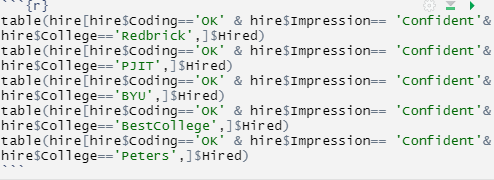 ```{r}
table(hire[hire$Coding=='OK' & hire$Impression== 'Confident'&
hire$College=='Redbrick',]$Hired)
table(hire[hire$Coding=='OK' & hire$Impression== 'Confident'&
hire$College=='PJIT',]$Hired)
table(hire[hire$Coding=='OK' & hire$Impression== 'Confident'&
hire$College=='BYU',]$Hired)
table(hire[hire$Coding=='OK' & hire$Impression== 'Confident'&
hire$College=='BestCollege',]$Hired)
table(hire[hire$Coding=='OK' & hire$Impression== 'Confident'&
hire$College=='Peters',]$Hired)
```